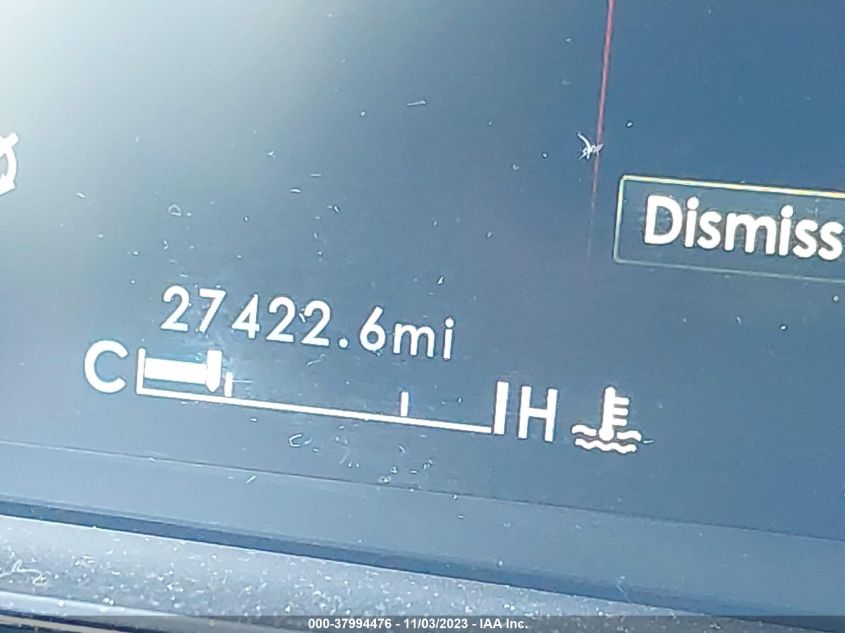 Dismiss
27422.6mi
C H
000-37994476 - 11/03/2023 - IAA Inc.